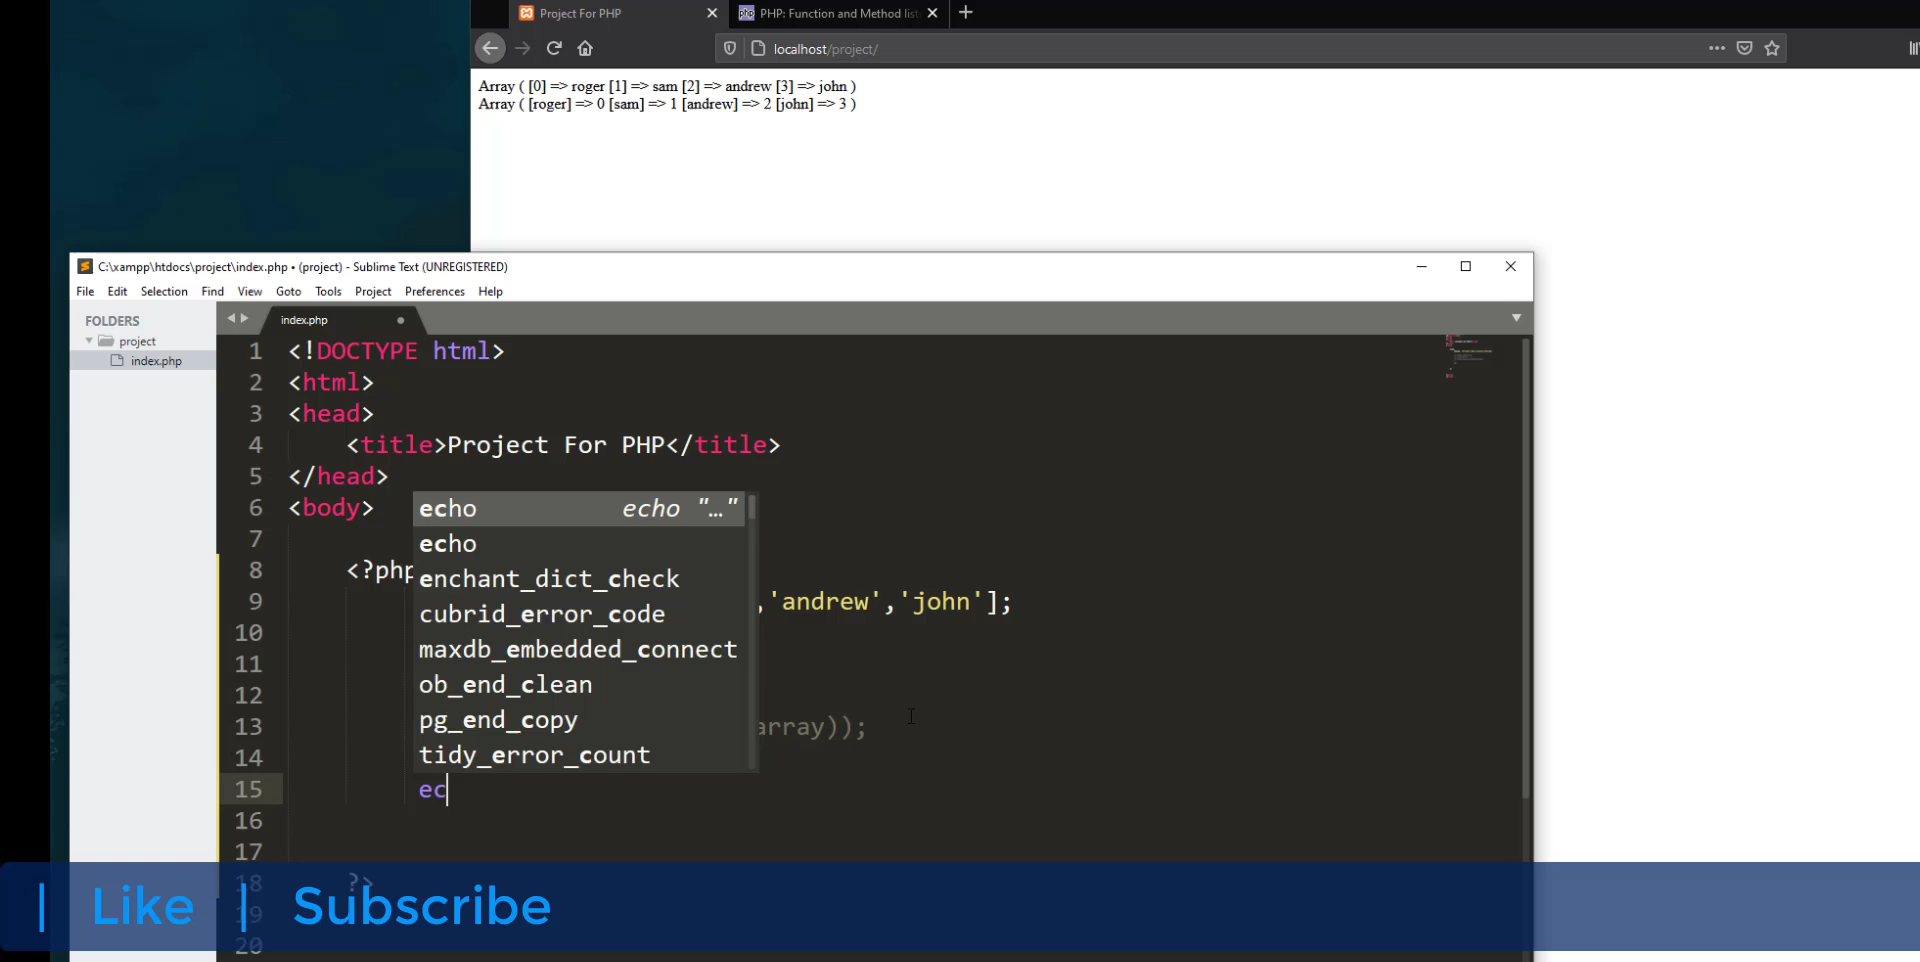 Project For PHP
PHP: Function and Method list
localhost/project/
Array ( [0] => roger [1] => sam [2] => andrew [3] => john )
Array ( [roger] => 0 [sam] => 1 [andrew] => 2 [john] => 3 )
C:\xampp\htdocs\project\index.php • (project) - Sublime Text (UNREGISTERED)
File Edit Selection Find View Goto Tools Project Preferences Help
FOLDERS
project
index.php
index.php
1 <!DOCTYPE html>
2 <html>
3 <head>
4 <title>Project For PHP</title>
5 </head>
6 <body>
7
8 <?php
9 ,'andrew','john'];
10
11
12
13 array));
14
15 ec
16
17
18 ?>
19
20
echo echo "…"
echo
enchant_dict_check
cubrid_error_code
maxdb_embedded_connect
ob_end_clean
pg_end_copy
tidy_error_count
| Like | Subscribe